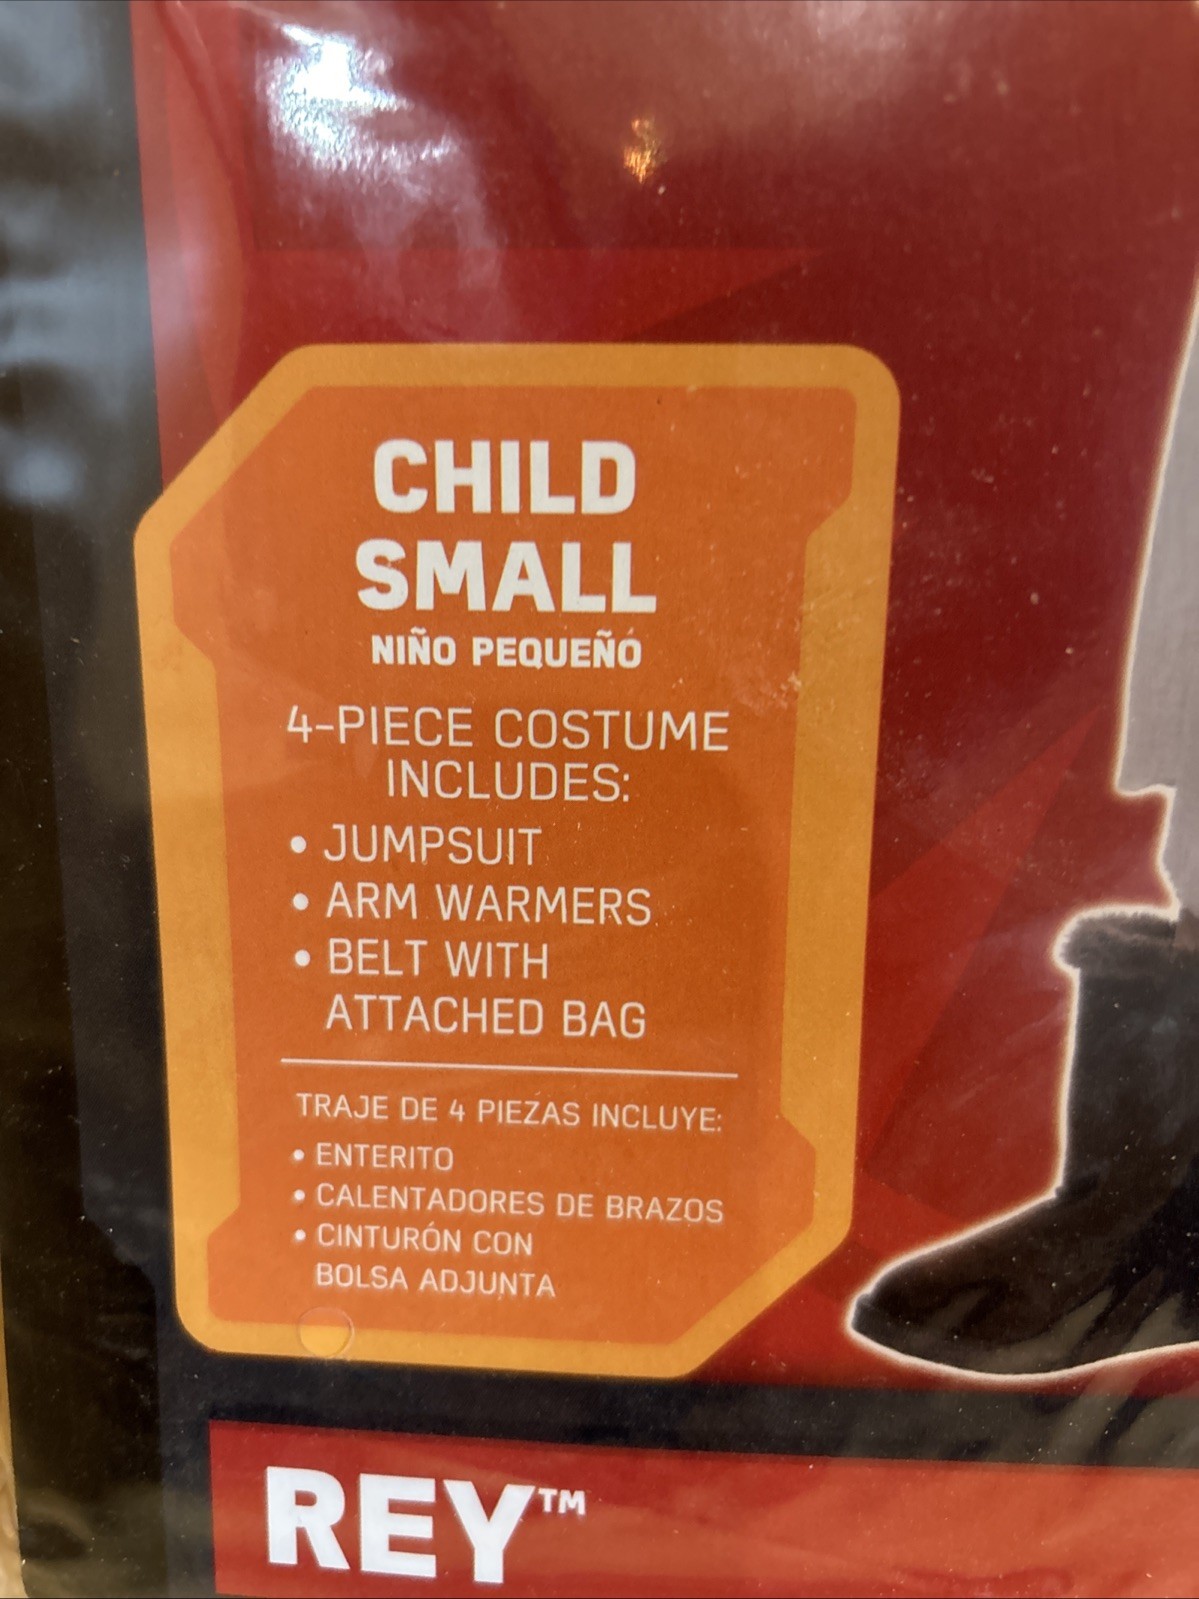 CHILD
SMALL
NIÑO PEQUEÑO
4-PIECE COSTUME
INCLUDES:
• JUMPSUIT
• ARM WARMERS
• BELT WITH
ATTACHED BAG
TRAJE DE 4 PIEZAS INCLUYE:
• ENTERITO
• CALENTADORES DE BRAZOS
• CINTURÓN CON
BOLSA ADJUNTA
REY™